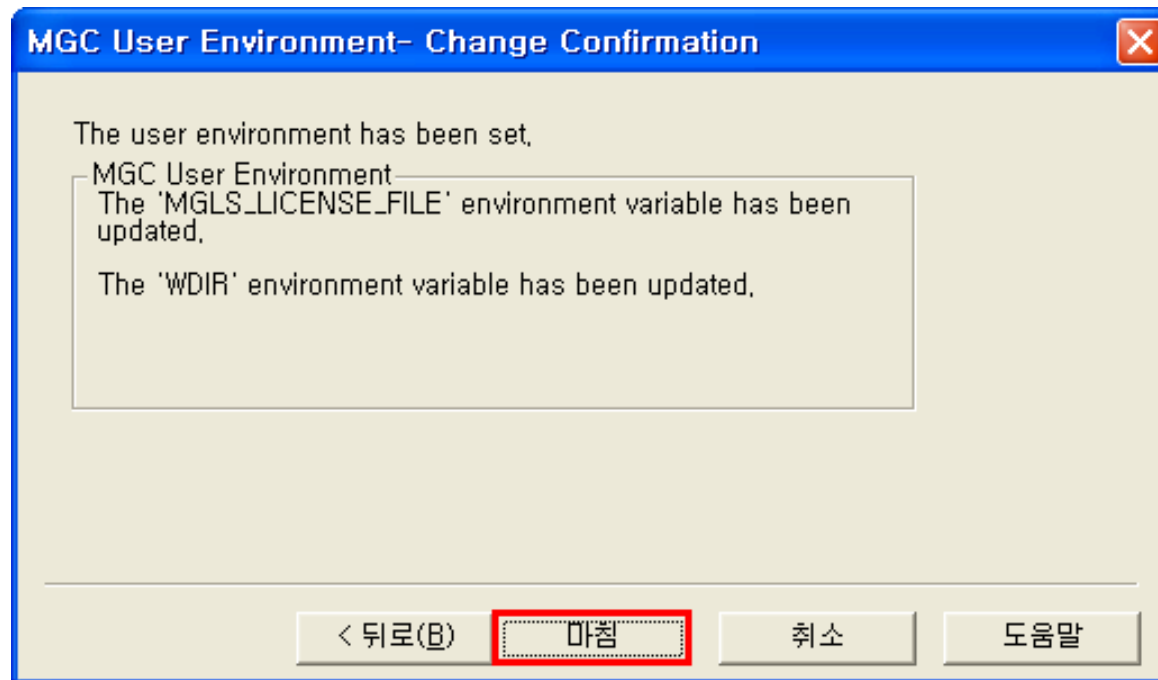 MGC User Environment- Change Confirmation
The user environment has been set,
MGC User Environment
The 'MGLS_LICENSE_FILE' environment variable has been
updated,
The 'WDIR' environment variable has been updated,
< 뒤로(B) 마침 취소 도움말